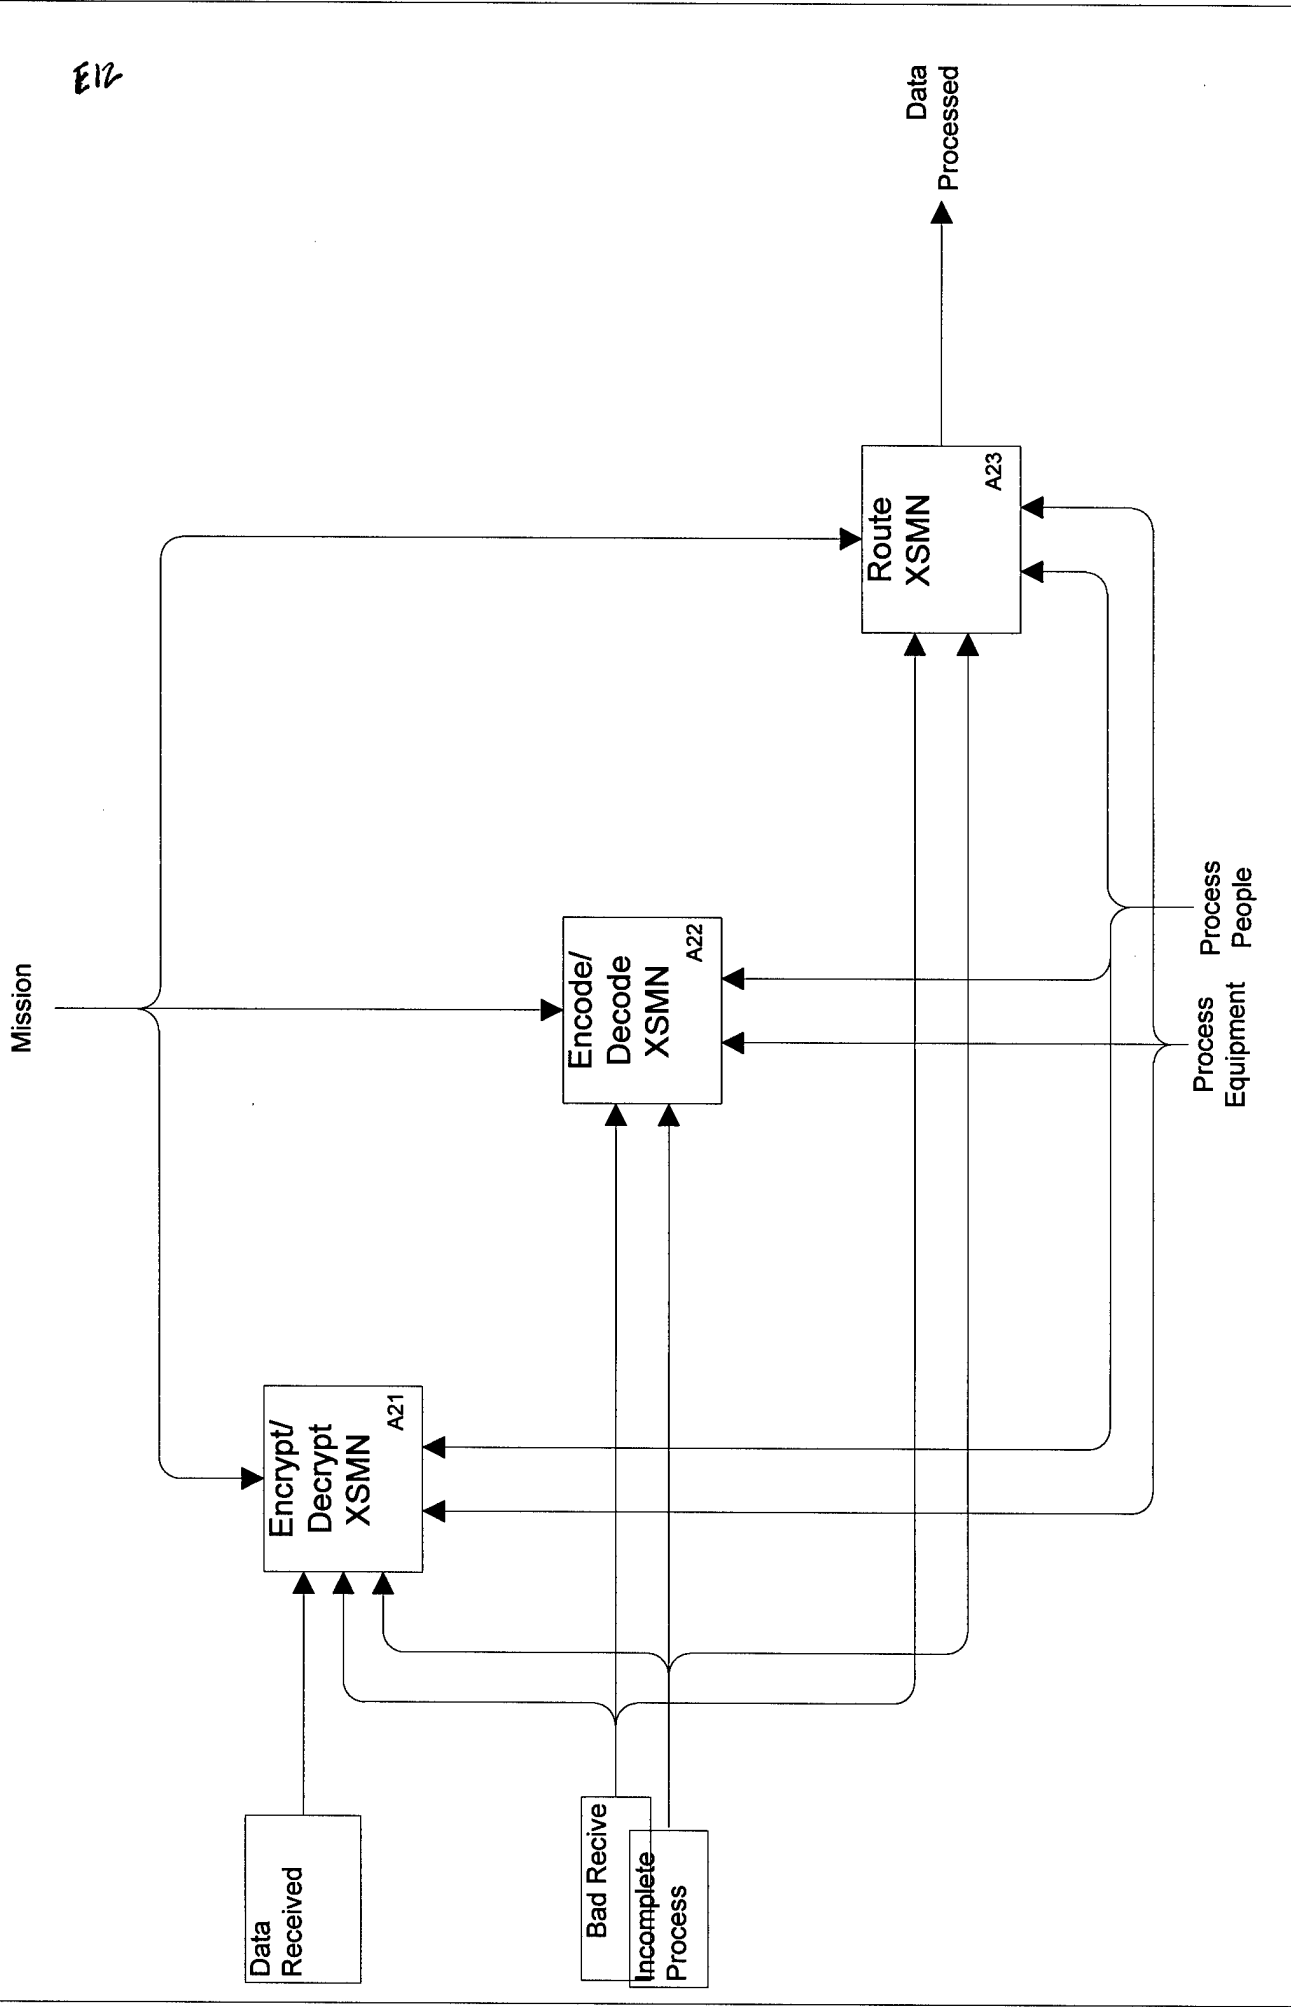 E12
Mission
Data
Received
Encrypt/
Decrypt
XSMN
A21
Bad Recive
Incomplete
Process
Encode/
Decode
XSMN
A22
Route
XSMN
A23
Data
Processed
Process
Equipment
Process
People